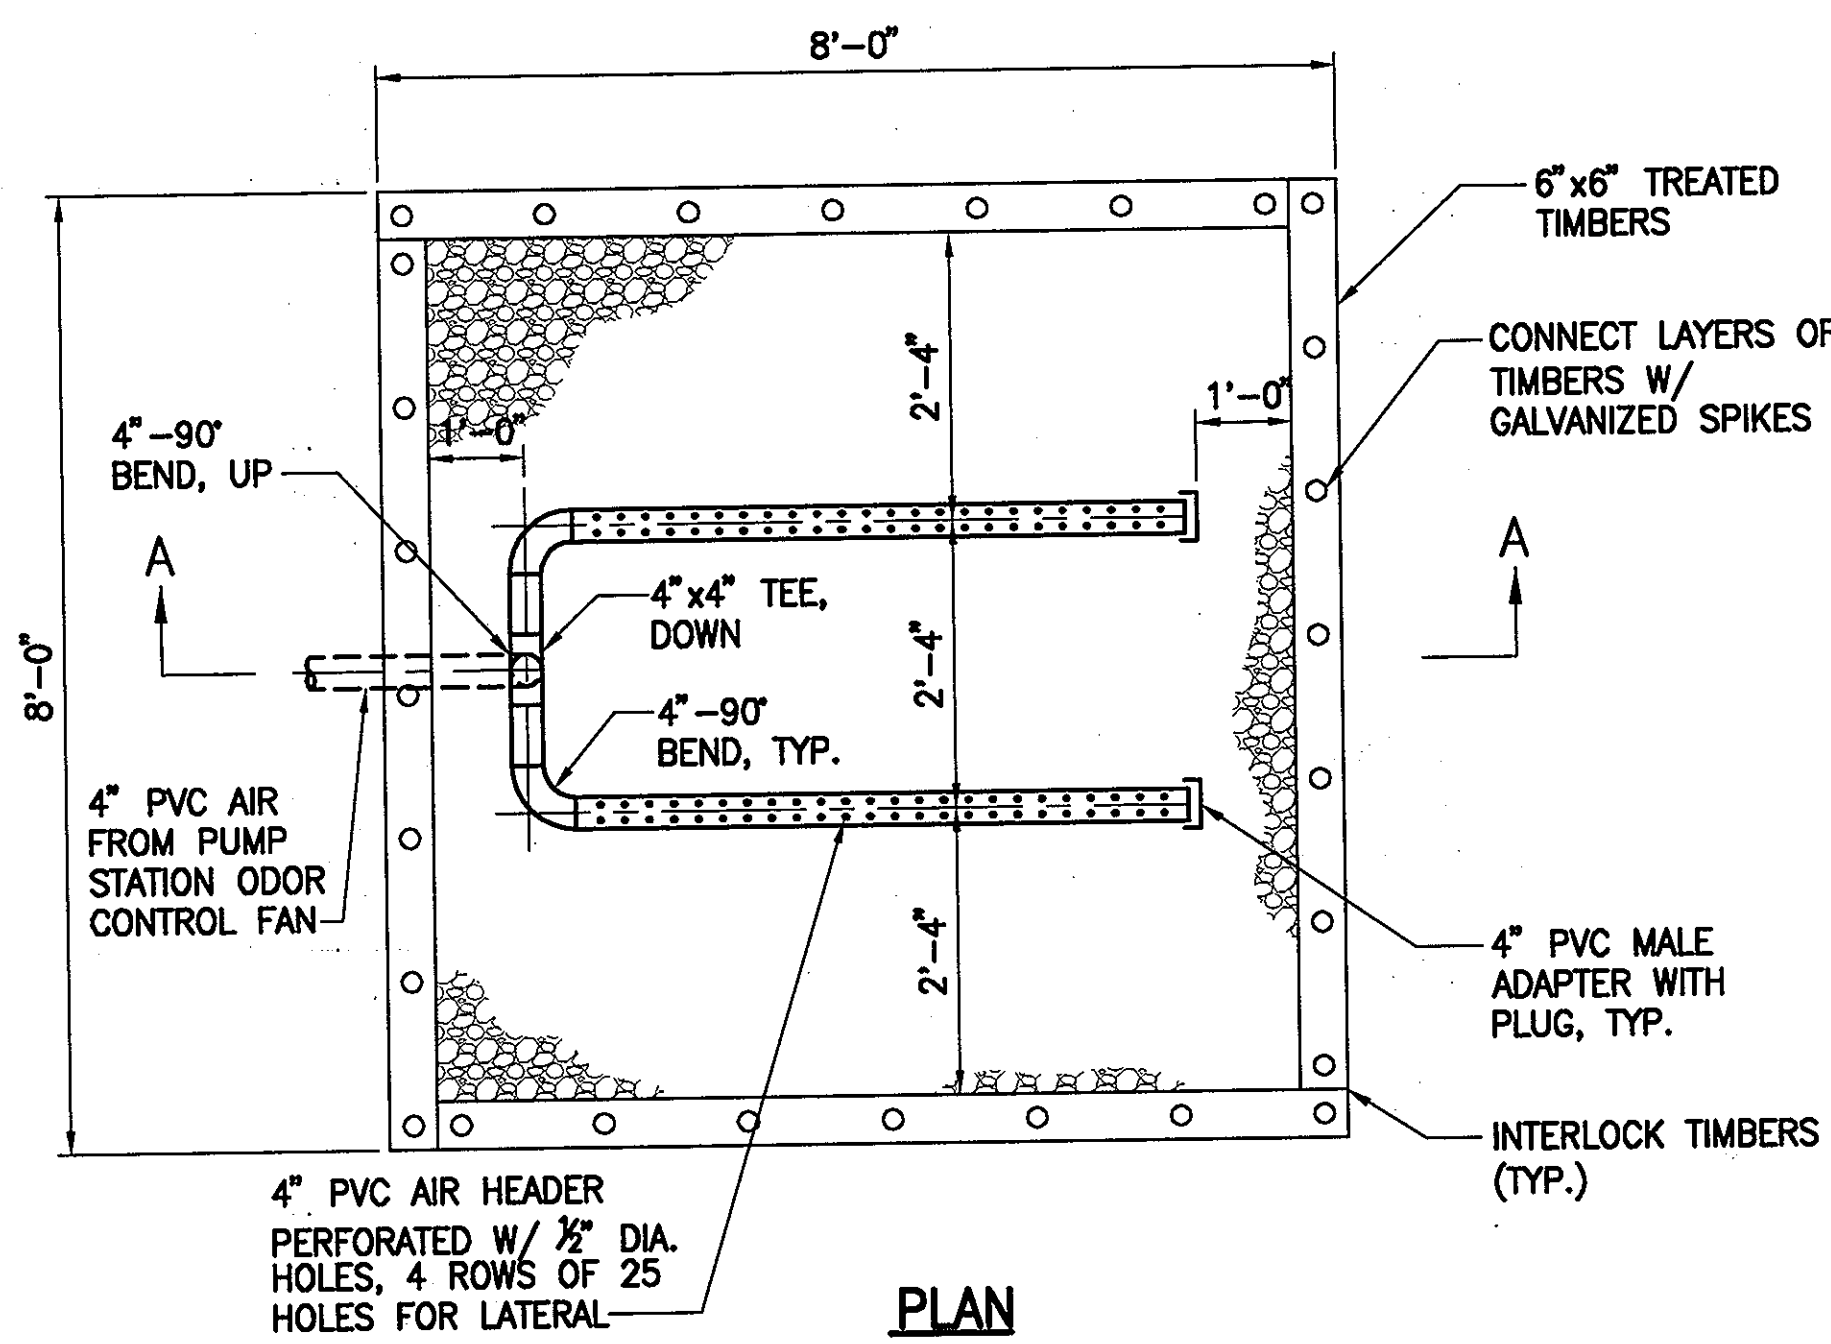 8'-0"
6"x6" TREATED
TIMBERS
CONNECT LAYERS OF
TIMBERS W/
GALVANIZED SPIKES
2'-4"
1'-0"
1'-0"
4"-90°
BEND, UP
A
A
4"x4" TEE,
DOWN
2'-4"
8'-0"
4"-90°
BEND, TYP.
4" PVC AIR
FROM PUMP
STATION ODOR
CONTROL FAN
2'-4"
4" PVC MALE
ADAPTER WITH
PLUG, TYP.
INTERLOCK TIMBERS
(TYP.)
4" PVC AIR HEADER
PERFORATED W/ ½" DIA.
HOLES, 4 ROWS OF 25
HOLES FOR LATERAL
PLAN